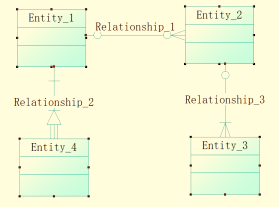 Entity_1
Relationship_1
Entity_2
Relationship_2
Relationship_3
Entity_4
Entity_3